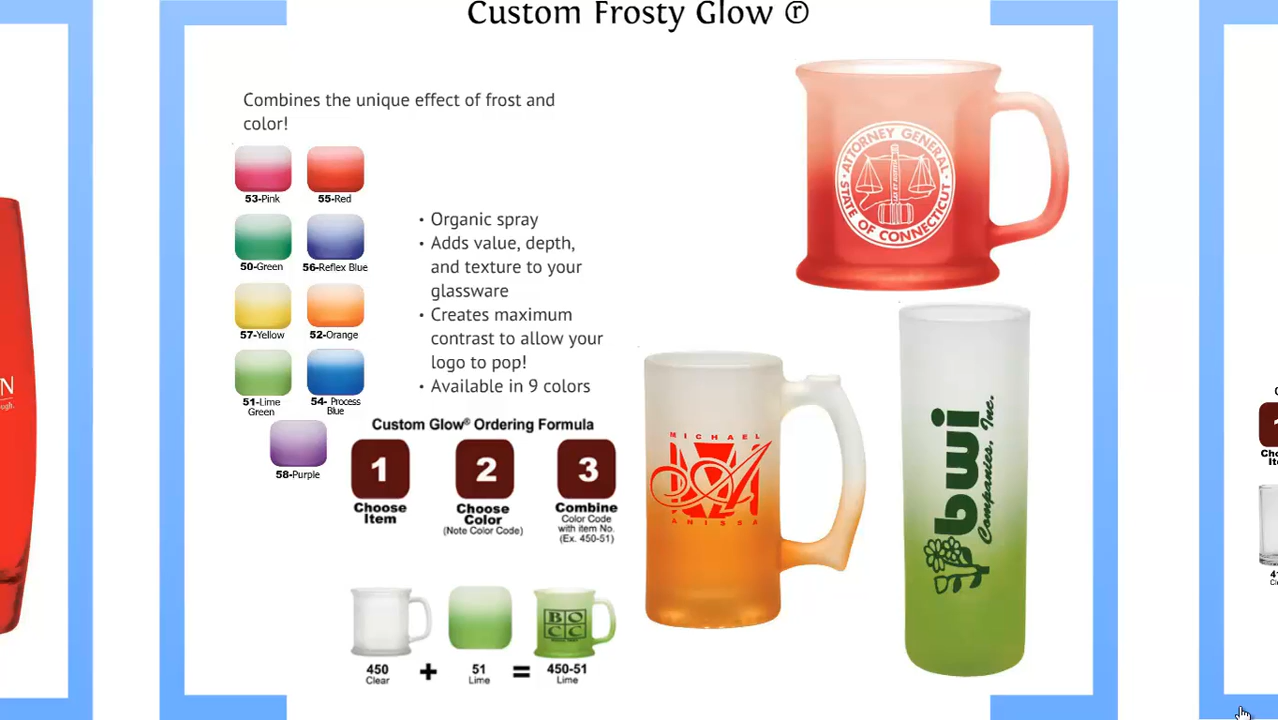 Custom Frosty Glow ®
Combines the unique effect of frost and
color!
53-Pink
55-Red
50-Green
56-Reflex Blue
57-Yellow
52-Orange
51-Lime
Green
54- Process
Blue
58-Purple
• Organic spray
• Adds value, depth,
and texture to your
glassware
• Creates maximum
contrast to allow your
logo to pop!
• Available in 9 colors
Custom Glow® Ordering Formula
1
2
3
Choose
Item
Choose
Color
(Note Color Code)
Combine
Color Code
with item No.
(Ex. 450-51)
BO
CC
450
Clear
+
51
Lime
=
450-51
Lime
ATTORNEY GENERAL
STATE OF CONNECTICUT
MICHAEL
A
ANISSA
bwi
Companies, Inc.
N